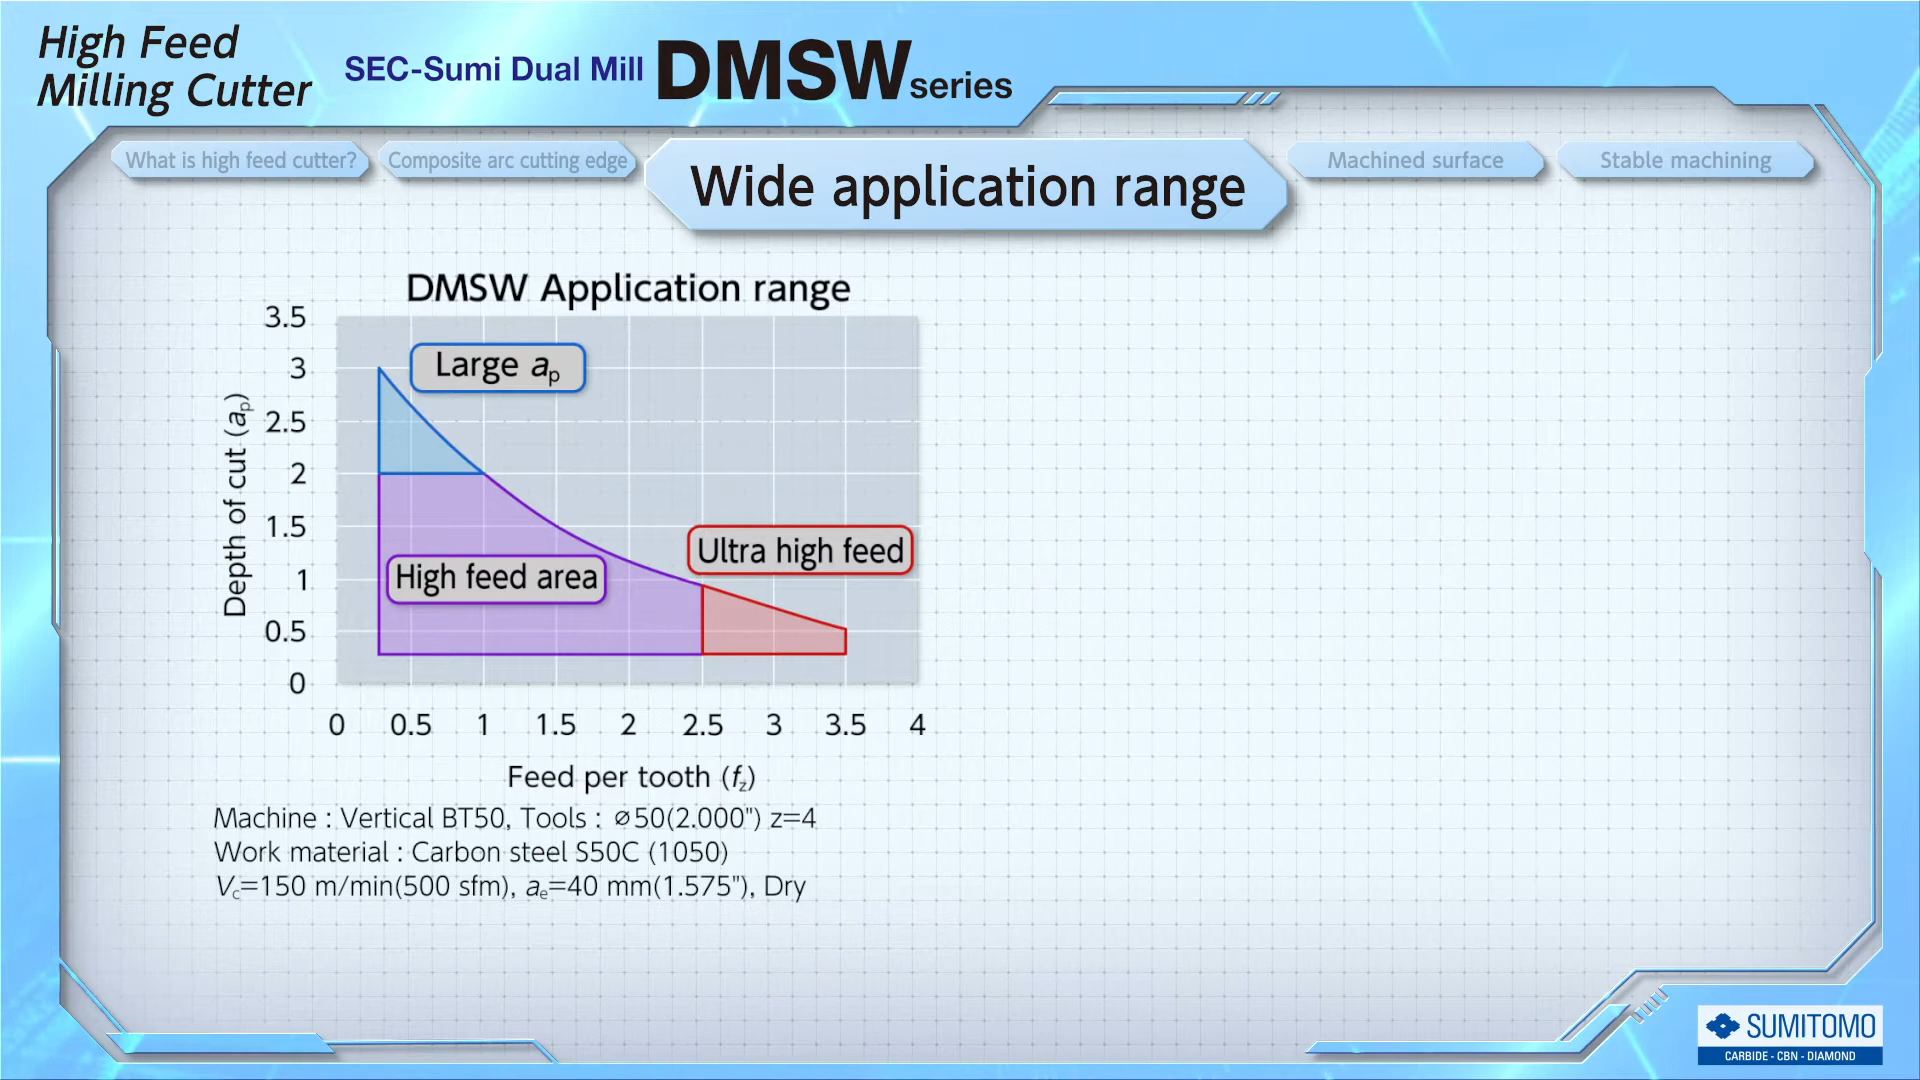 High Feed
Milling Cutter
SEC-Sumi Dual Mill DMSW series
What is high feed cutter?
Composite arc cutting edge
Wide application range
Machined surface
Stable machining
DMSW Application range
3.5
3
2.5
2
1.5
1
0.5
0
Depth of cut (ap)
Large ap
High feed area
Ultra high feed
0 0.5 1 1.5 2 2.5 3 3.5 4
Feed per tooth (fz)
Machine : Vertical BT50, Tools : ⌀50(2.000") z=4
Work material : Carbon steel S50C (1050)
Vc=150 m/min(500 sfm), ae=40 mm(1.575"), Dry
SUMITOMO
CARBIDE - CBN - DIAMOND